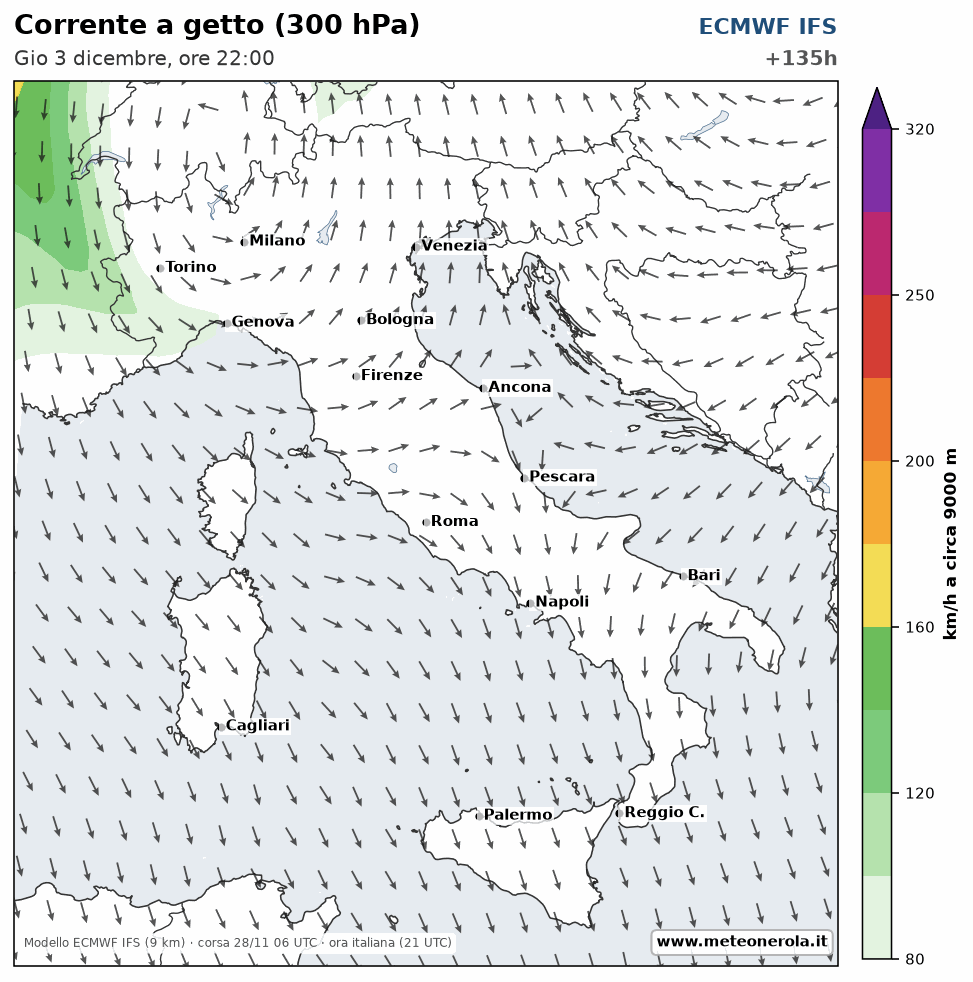 Corrente a getto (300 hPa)
ECMWF IFS
Gio 3 dicembre, ore 22:00
+135h
Milano
Venezia
Torino
Genova
Bologna
Firenze
Ancona
Pescara
Roma
Bari
Napoli
Cagliari
Palermo
Reggio C.
320
250
200
160
120
80
km/h a circa 9000 m
Modello ECMWF IFS (9 km) · corsa 28/11 06 UTC · ora italiana (21 UTC)
www.meteonerola.it